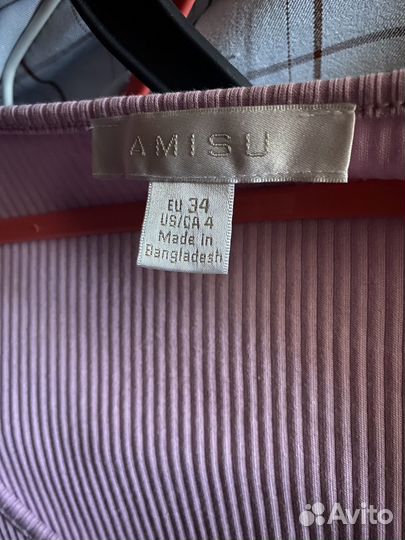 AMISU
EU 34
US/CA 4
Made in
Bangladesh
Avito